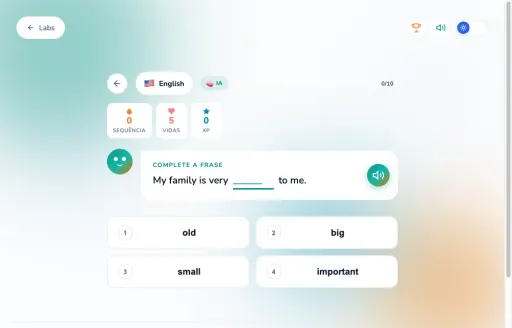 Labs
English
IA
0/10
0
SEQUÊNCIA
5
VIDAS
0
XP
COMPLETE A FRASE
My family is very ______ to me.
1 old
2 big
3 small
4 important